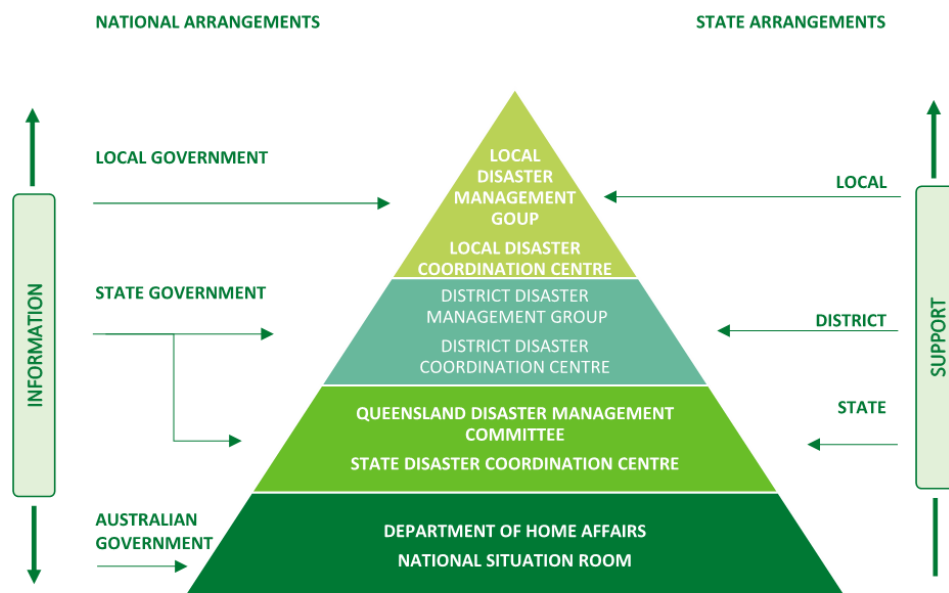 NATIONAL ARRANGEMENTS
STATE ARRANGEMENTS
LOCAL GOVERNMENT
STATE GOVERNMENT
AUSTRALIAN
GOVERNMENT
INFORMATION
LOCAL
DISASTER
MANAGEMENT
GOUP
LOCAL DISASTER
COORDINATION CENTRE
DISTRICT DISASTER
MANAGEMENT GROUP
DISTRICT DISASTER
COORDINATION CENTRE
QUEENSLAND DISASTER MANAGEMENT
COMMITTEE
STATE DISASTER COORDINATION CENTRE
DEPARTMENT OF HOME AFFAIRS
NATIONAL SITUATION ROOM
LOCAL
DISTRICT
STATE
SUPPORT